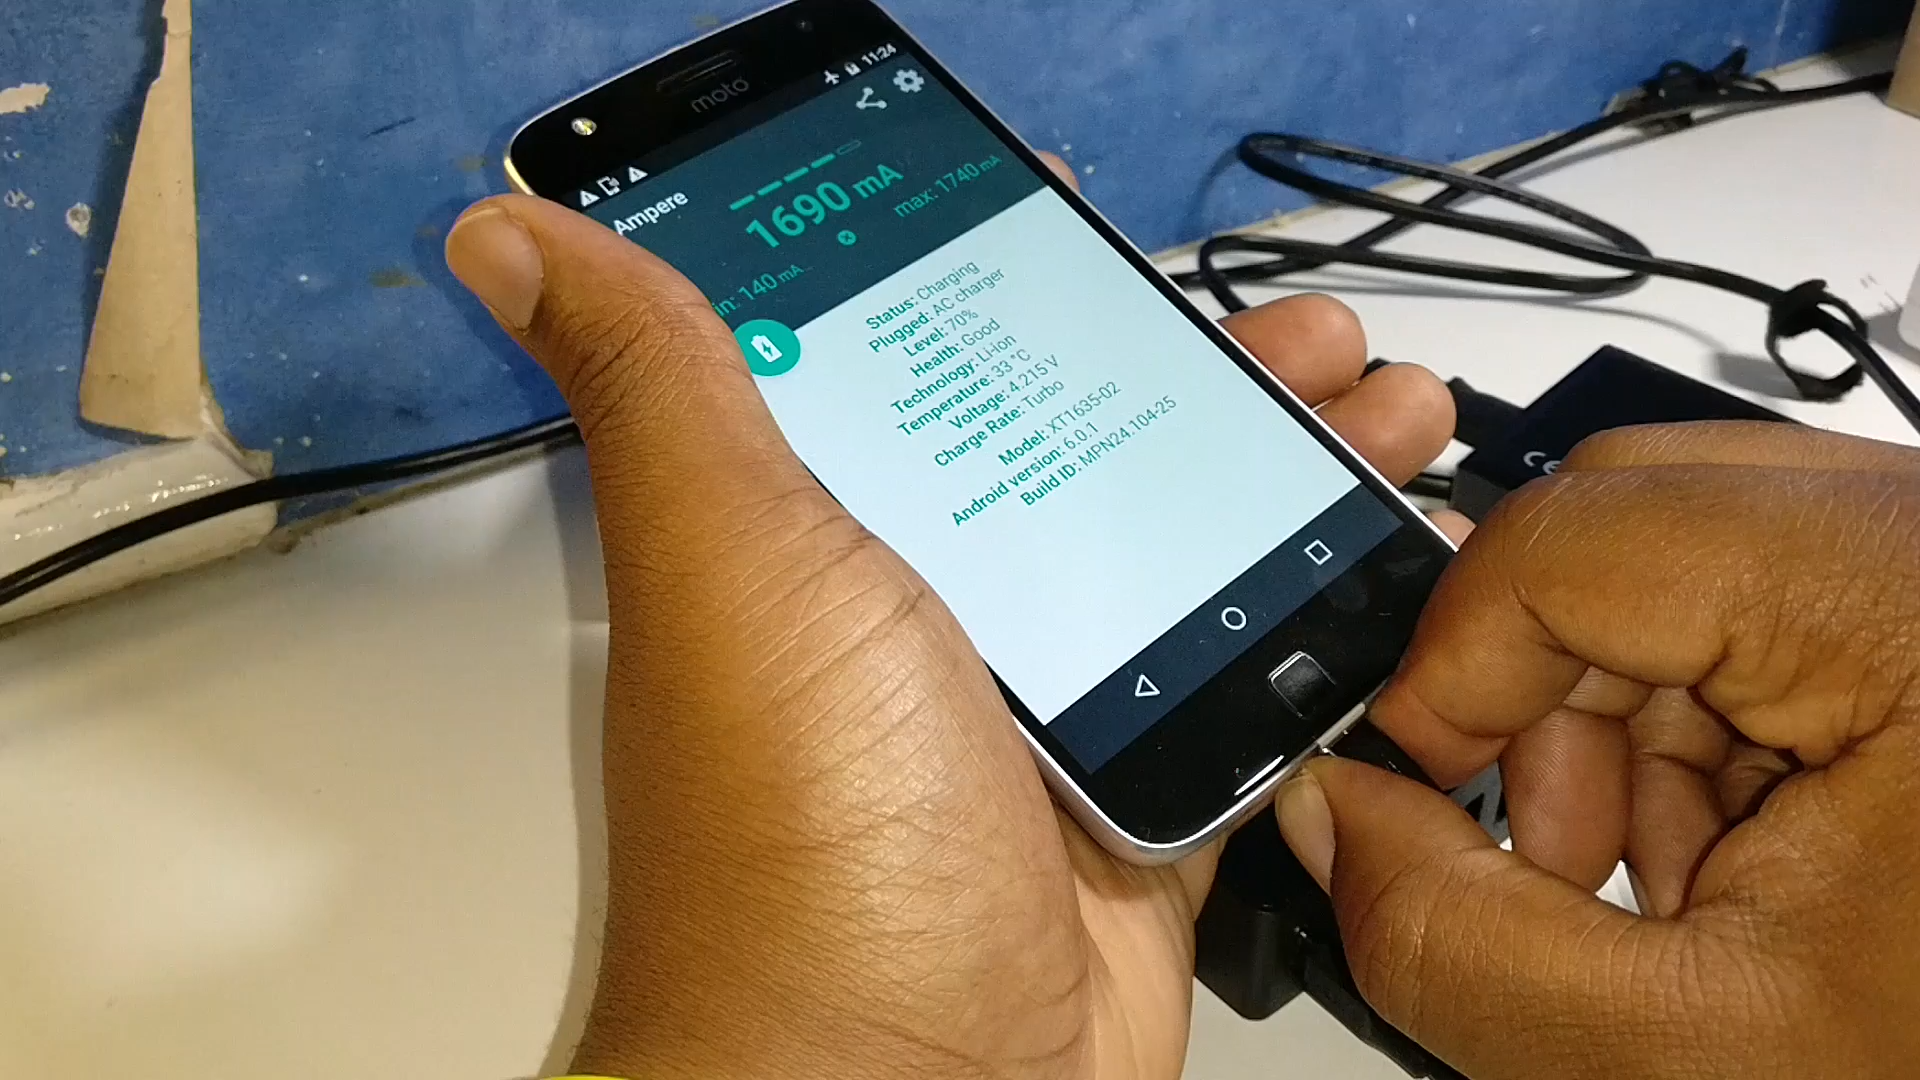 moto
11:24
Ampere
1690 mA
in: 140 mA
max: 1740 mA
Status: Charging
Plugged: AC charger
Level: 70%
Health: Good
Technology: Li-ion
Temperature: 33 °C
Voltage: 4,215 V
Charge Rate: Turbo
Model: XT1635-02
Android version: 6.0.1
Build ID: MPN24.104-25